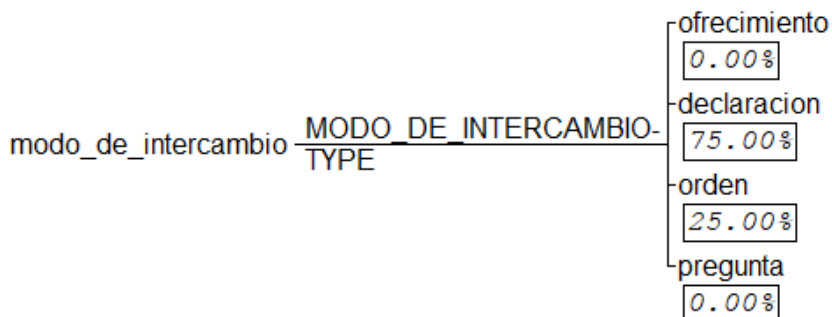 ofrecimiento
0.00%
declaracion
modo_de_intercambio MODO_DE_INTERCAMBIO-
TYPE
75.00%
orden
25.00%
pregunta
0.00%